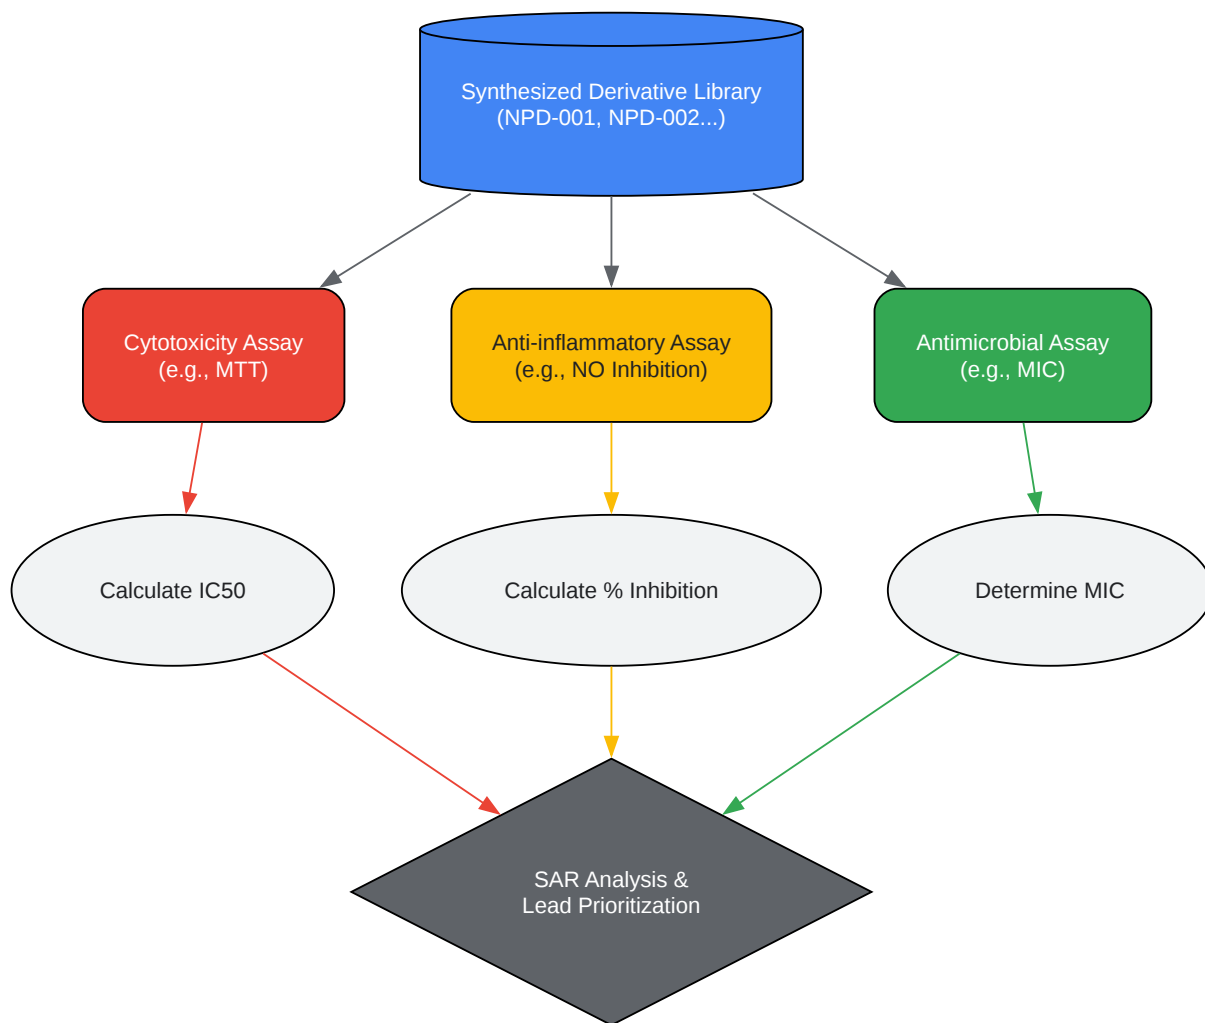 Synthesized Derivative Library
(NPD-001, NPD-002...)
Cytotoxicity Assay
(e.g., MTT)
Anti-inflammatory Assay
(e.g., NO Inhibition)
Antimicrobial Assay
(e.g., MIC)
Calculate IC50
Calculate % Inhibition
Determine MIC
SAR Analysis &
Lead Prioritization